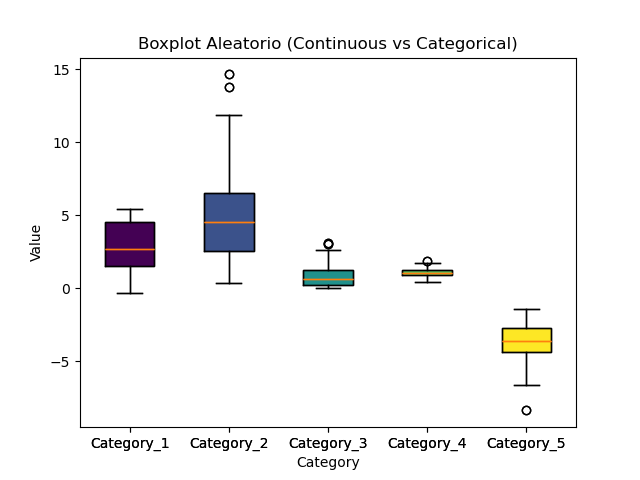 Boxplot Aleatorio (Continuous vs Categorical)
15
10
5
0
−5
Value
Category_1 Category_2 Category_3 Category_4 Category_5
Category